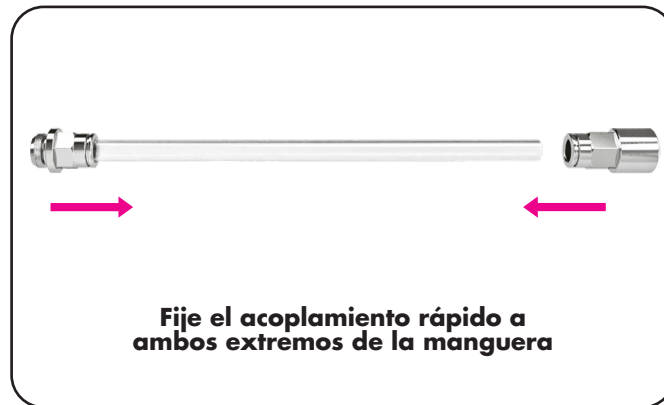 Fije el acoplamiento rápido a
ambos extremos de la manguera